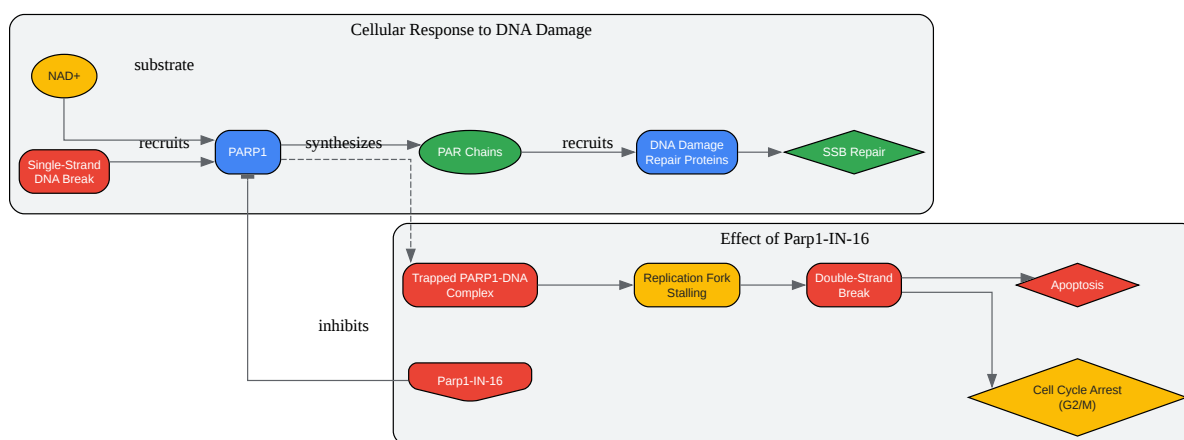 Cellular Response to DNA Damage
NAD+
substrate
Single-Strand
DNA Break
recruits
PARP1
synthesizes
PAR Chains
recruits
DNA Damage
Repair Proteins
SSB Repair
Effect of Parp1-IN-16
Trapped PARP1-DNA
Complex
Replication Fork
Stalling
Double-Strand
Break
Apoptosis
inhibits
Parp1-IN-16
Cell Cycle Arrest
(G2/M)